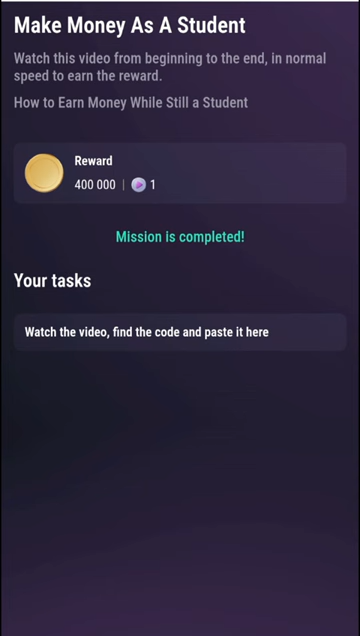 Make Money As A Student
Watch this video from beginning to the end, in normal
speed to earn the reward.
How to Earn Money While Still a Student
Reward
400 000 | 1
Mission is completed!
Your tasks
Watch the video, find the code and paste it here